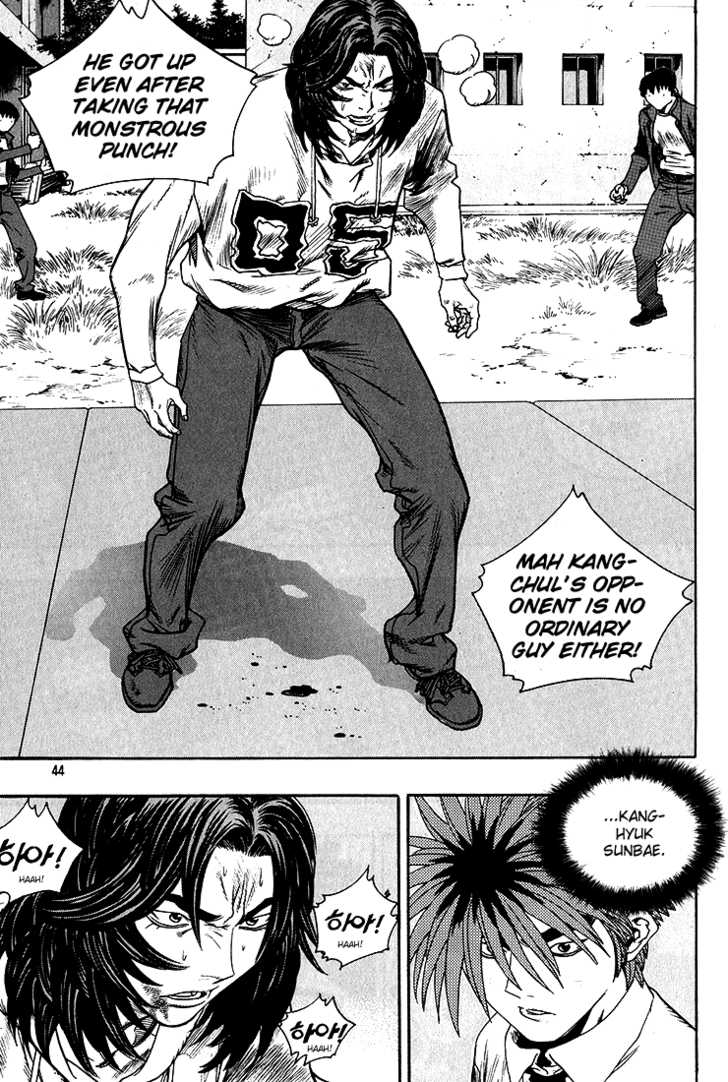 HE GOT UP
EVEN AFTER
TAKING THAT
MONSTROUS
PUNCH!
MAH KANG-
CHUL'S OPP-
ONENT IS NO
ORDINARY
GUY EITHER!
44
하아!
HAAH!
하아!
HAAH!
하아!
HAAH!
...KANG-
HYUK
SUNBAE.